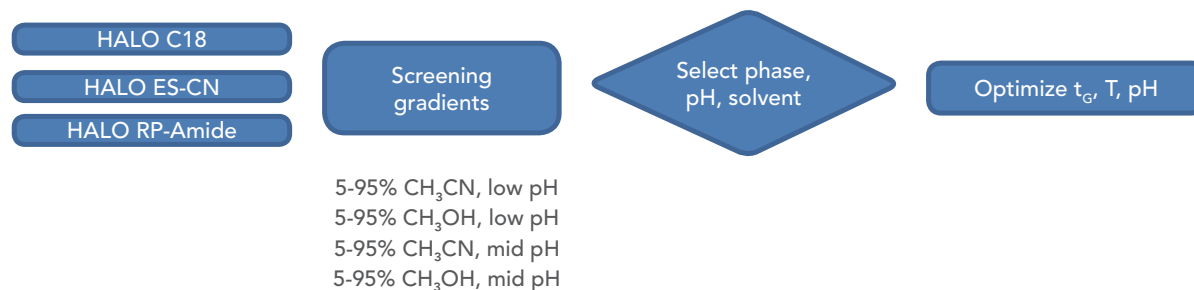 HALO C18
HALO ES-CN
HALO RP-Amide
Screening
gradients
5-95% CH₃CN, low pH
5-95% CH₃OH, low pH
5-95% CH₃CN, mid pH
5-95% CH₃OH, mid pH
Select phase,
pH, solvent
Optimize t_G, T, pH